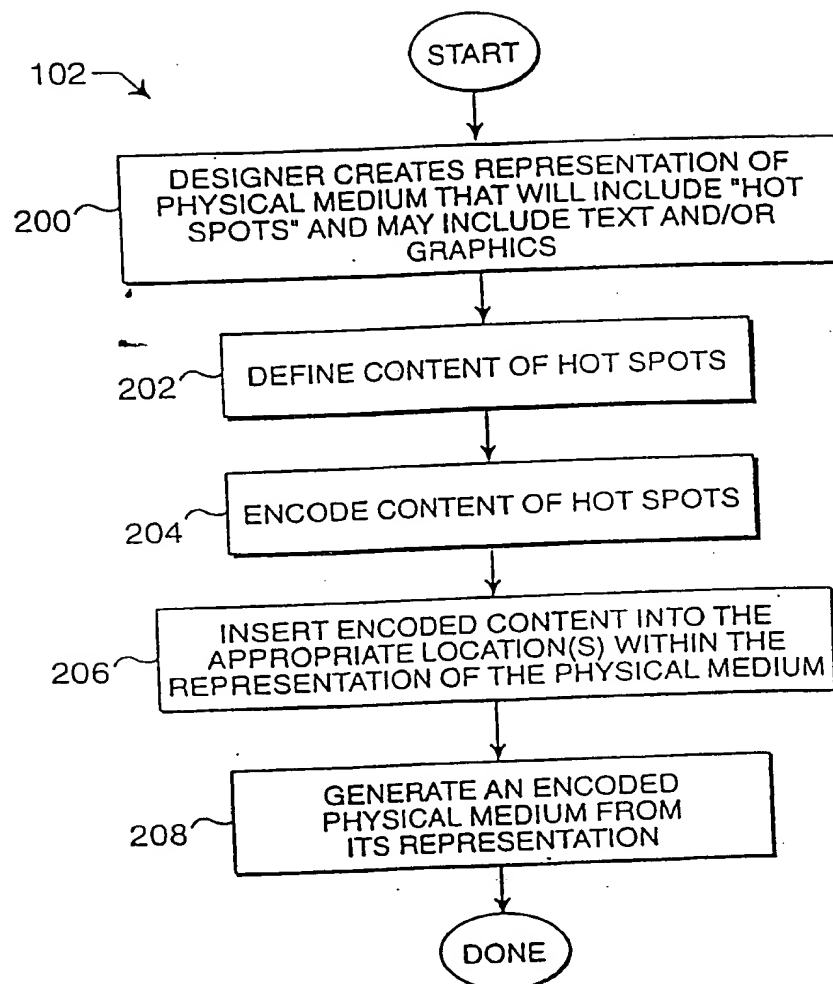 START
102
DESIGNER CREATES REPRESENTATION OF
PHYSICAL MEDIUM THAT WILL INCLUDE "HOT
SPOTS" AND MAY INCLUDE TEXT AND/OR
GRAPHICS
200
DEFINE CONTENT OF HOT SPOTS
202
ENCODE CONTENT OF HOT SPOTS
204
INSERT ENCODED CONTENT INTO THE
APPROPRIATE LOCATION(S) WITHIN THE
REPRESENTATION OF THE PHYSICAL MEDIUM
206
GENERATE AN ENCODED
PHYSICAL MEDIUM FROM
ITS REPRESENTATION
208
DONE